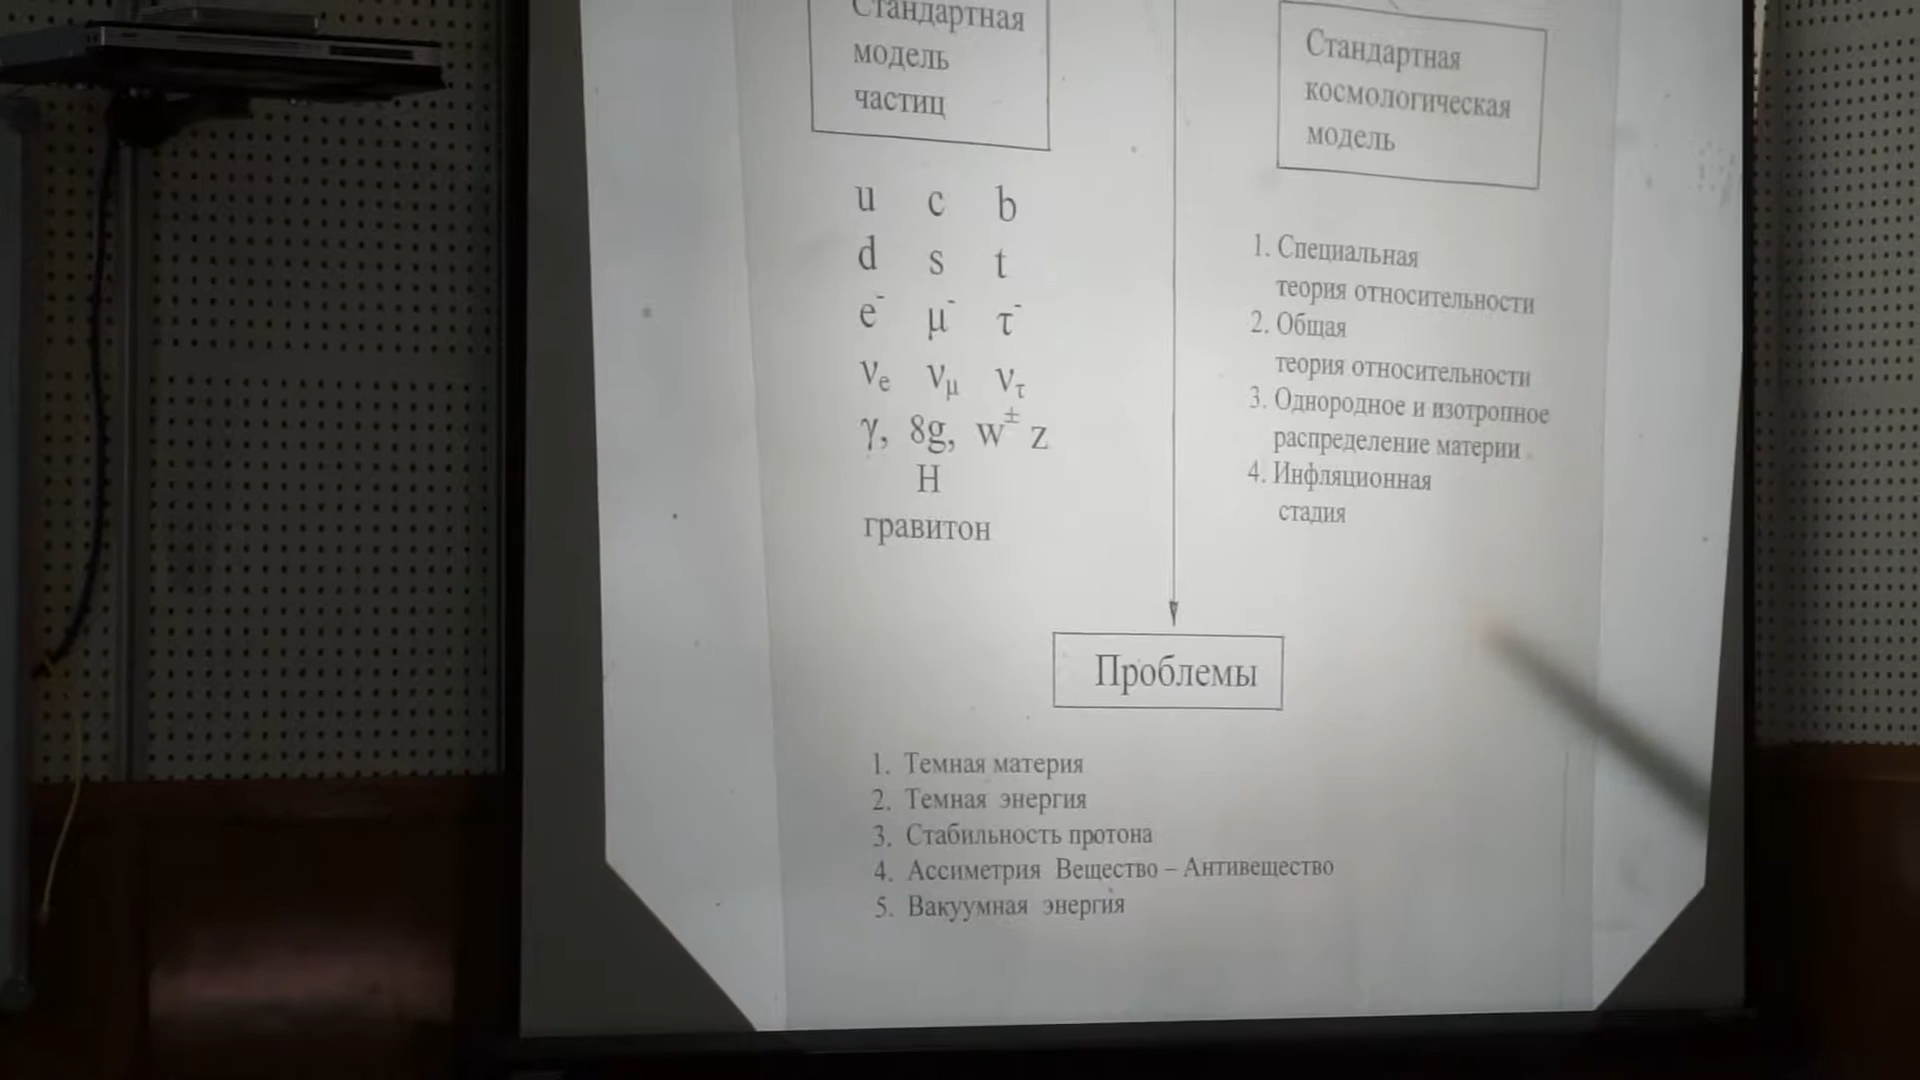 Стандартная
модель
частиц
u c b
d s t
e⁻ μ⁻ τ⁻
νe νμ ντ
γ, 8g, w± z
H
гравитон
Стандартная
космологическая
модель
1. Специальная
теория относительности
2. Общая
теория относительности
3. Однородное и изотропное
распределение материи
4. Инфляционная
стадия
Проблемы
1. Темная материя
2. Темная энергия
3. Стабильность протона
4. Ассиметрия Вещество – Антивещество
5. Вакуумная энергия